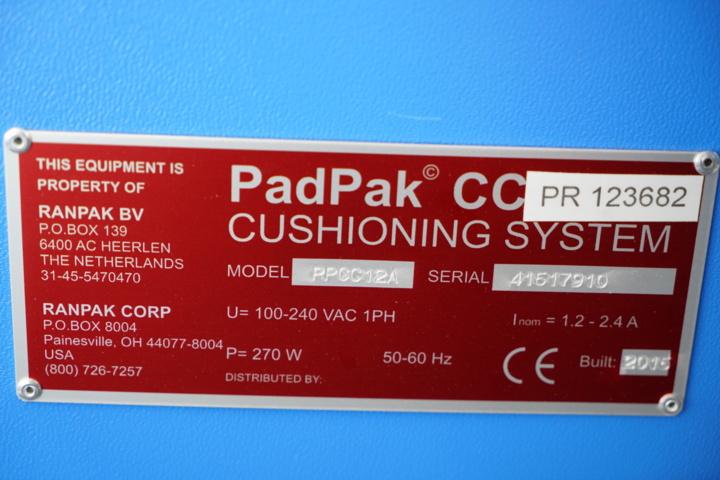 THIS EQUIPMENT IS
PROPERTY OF
RANPAK BV
P.O.BOX 139
6400 AC HEERLEN
THE NETHERLANDS
31-45-5470470
RANPAK CORP
P.O.BOX 8004
Painesville, OH 44077-8004
USA
(800) 726-7257
PadPak© CC
PR 123682
CUSHIONING SYSTEM
MODEL PPCC12A SERIAL 41517910
U= 100-240 VAC 1PH I nom = 1.2 - 2.4 A
P= 270 W 50-60 Hz CE Built: 2015
DISTRIBUTED BY: